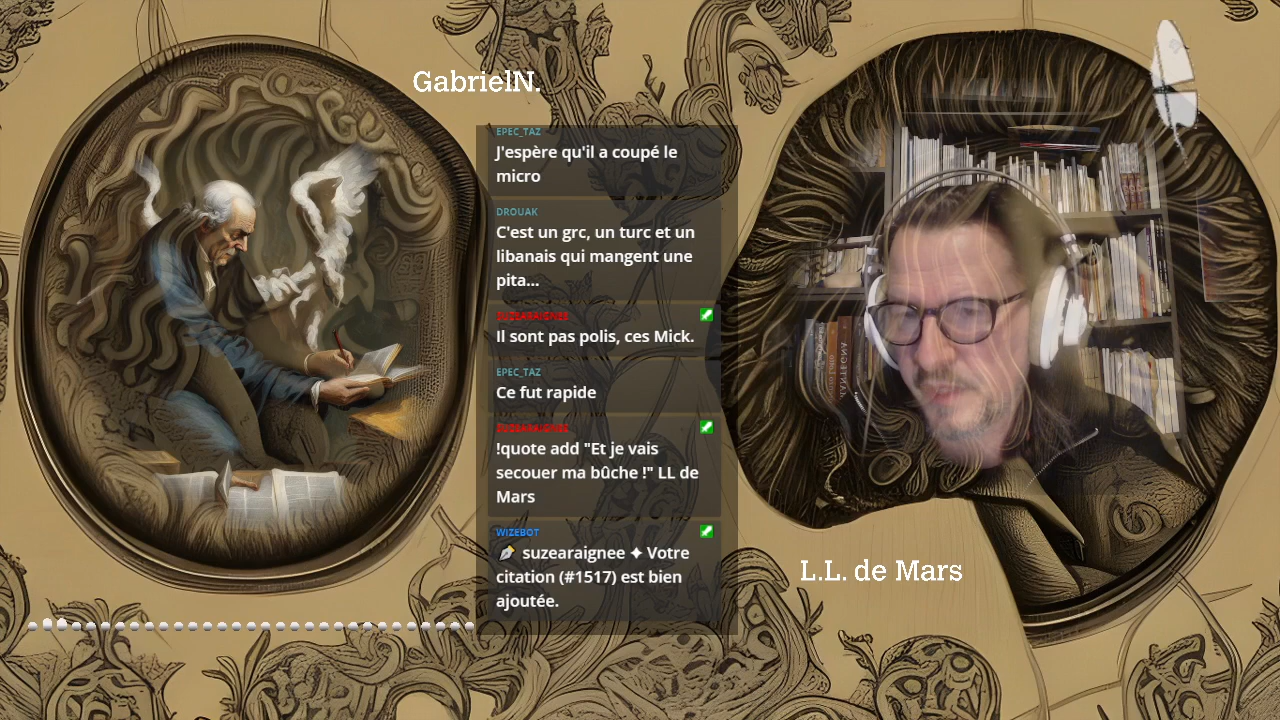 GabrielN.
EPEC_TAZ
J'espère qu'il a coupé le
micro
DROUAK
C'est un grc, un turc et un
libanais qui mangent une
pita...
SUZEARAIGNEE
Il sont pas polis, ces Mick.
EPEC_TAZ
Ce fut rapide
SUZEARAIGNEE
!quote add "Et je vais
secouer ma bûche !" LL de
Mars
WIZEBOT
suzearaignee ✦ Votre
citation (#1517) est bien
ajoutée.
L.L. de Mars